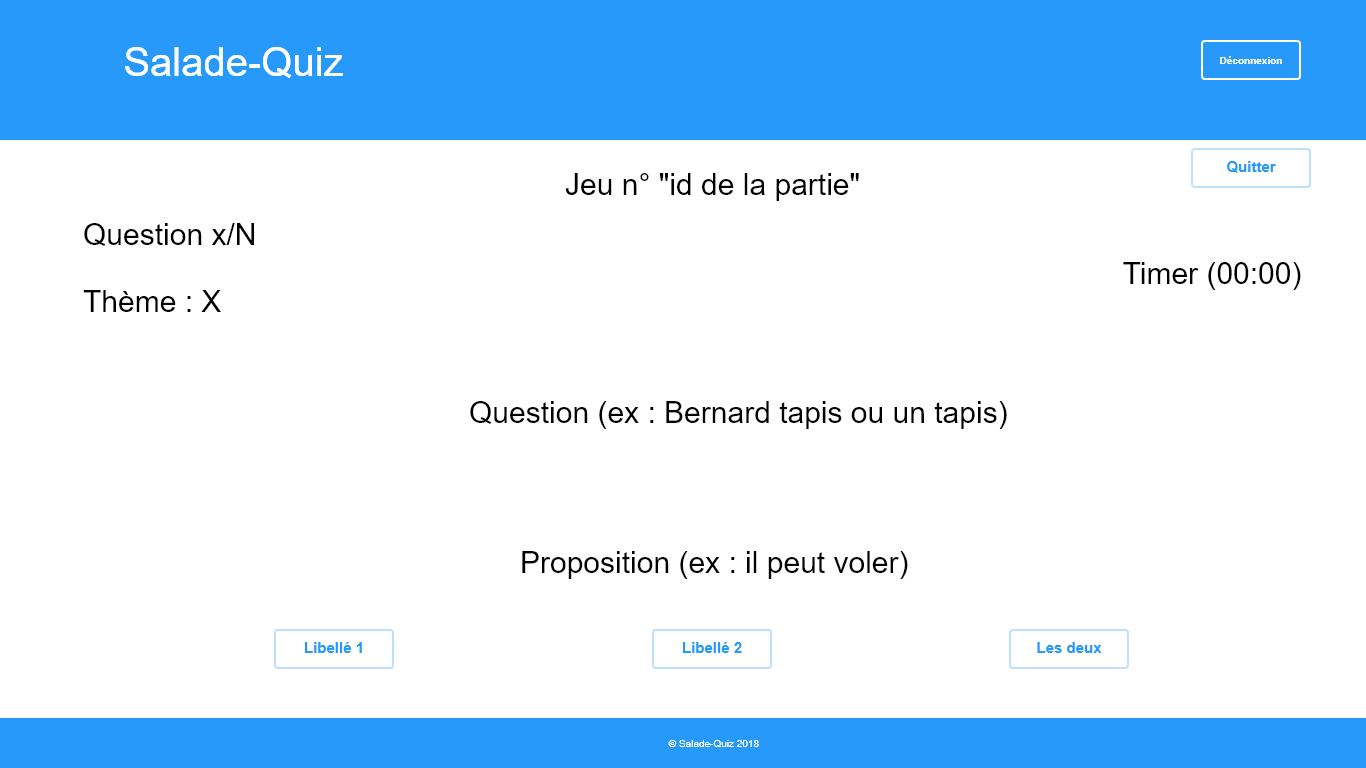 Salade-Quiz
Déconnexion
Quitter
Jeu n° "id de la partie"
Question x/N
Timer (00:00)
Thème : X
Question (ex : Bernard tapis ou un tapis)
Proposition (ex : il peut voler)
Libellé 1
Libellé 2
Les deux
© Salade-Quiz 2018